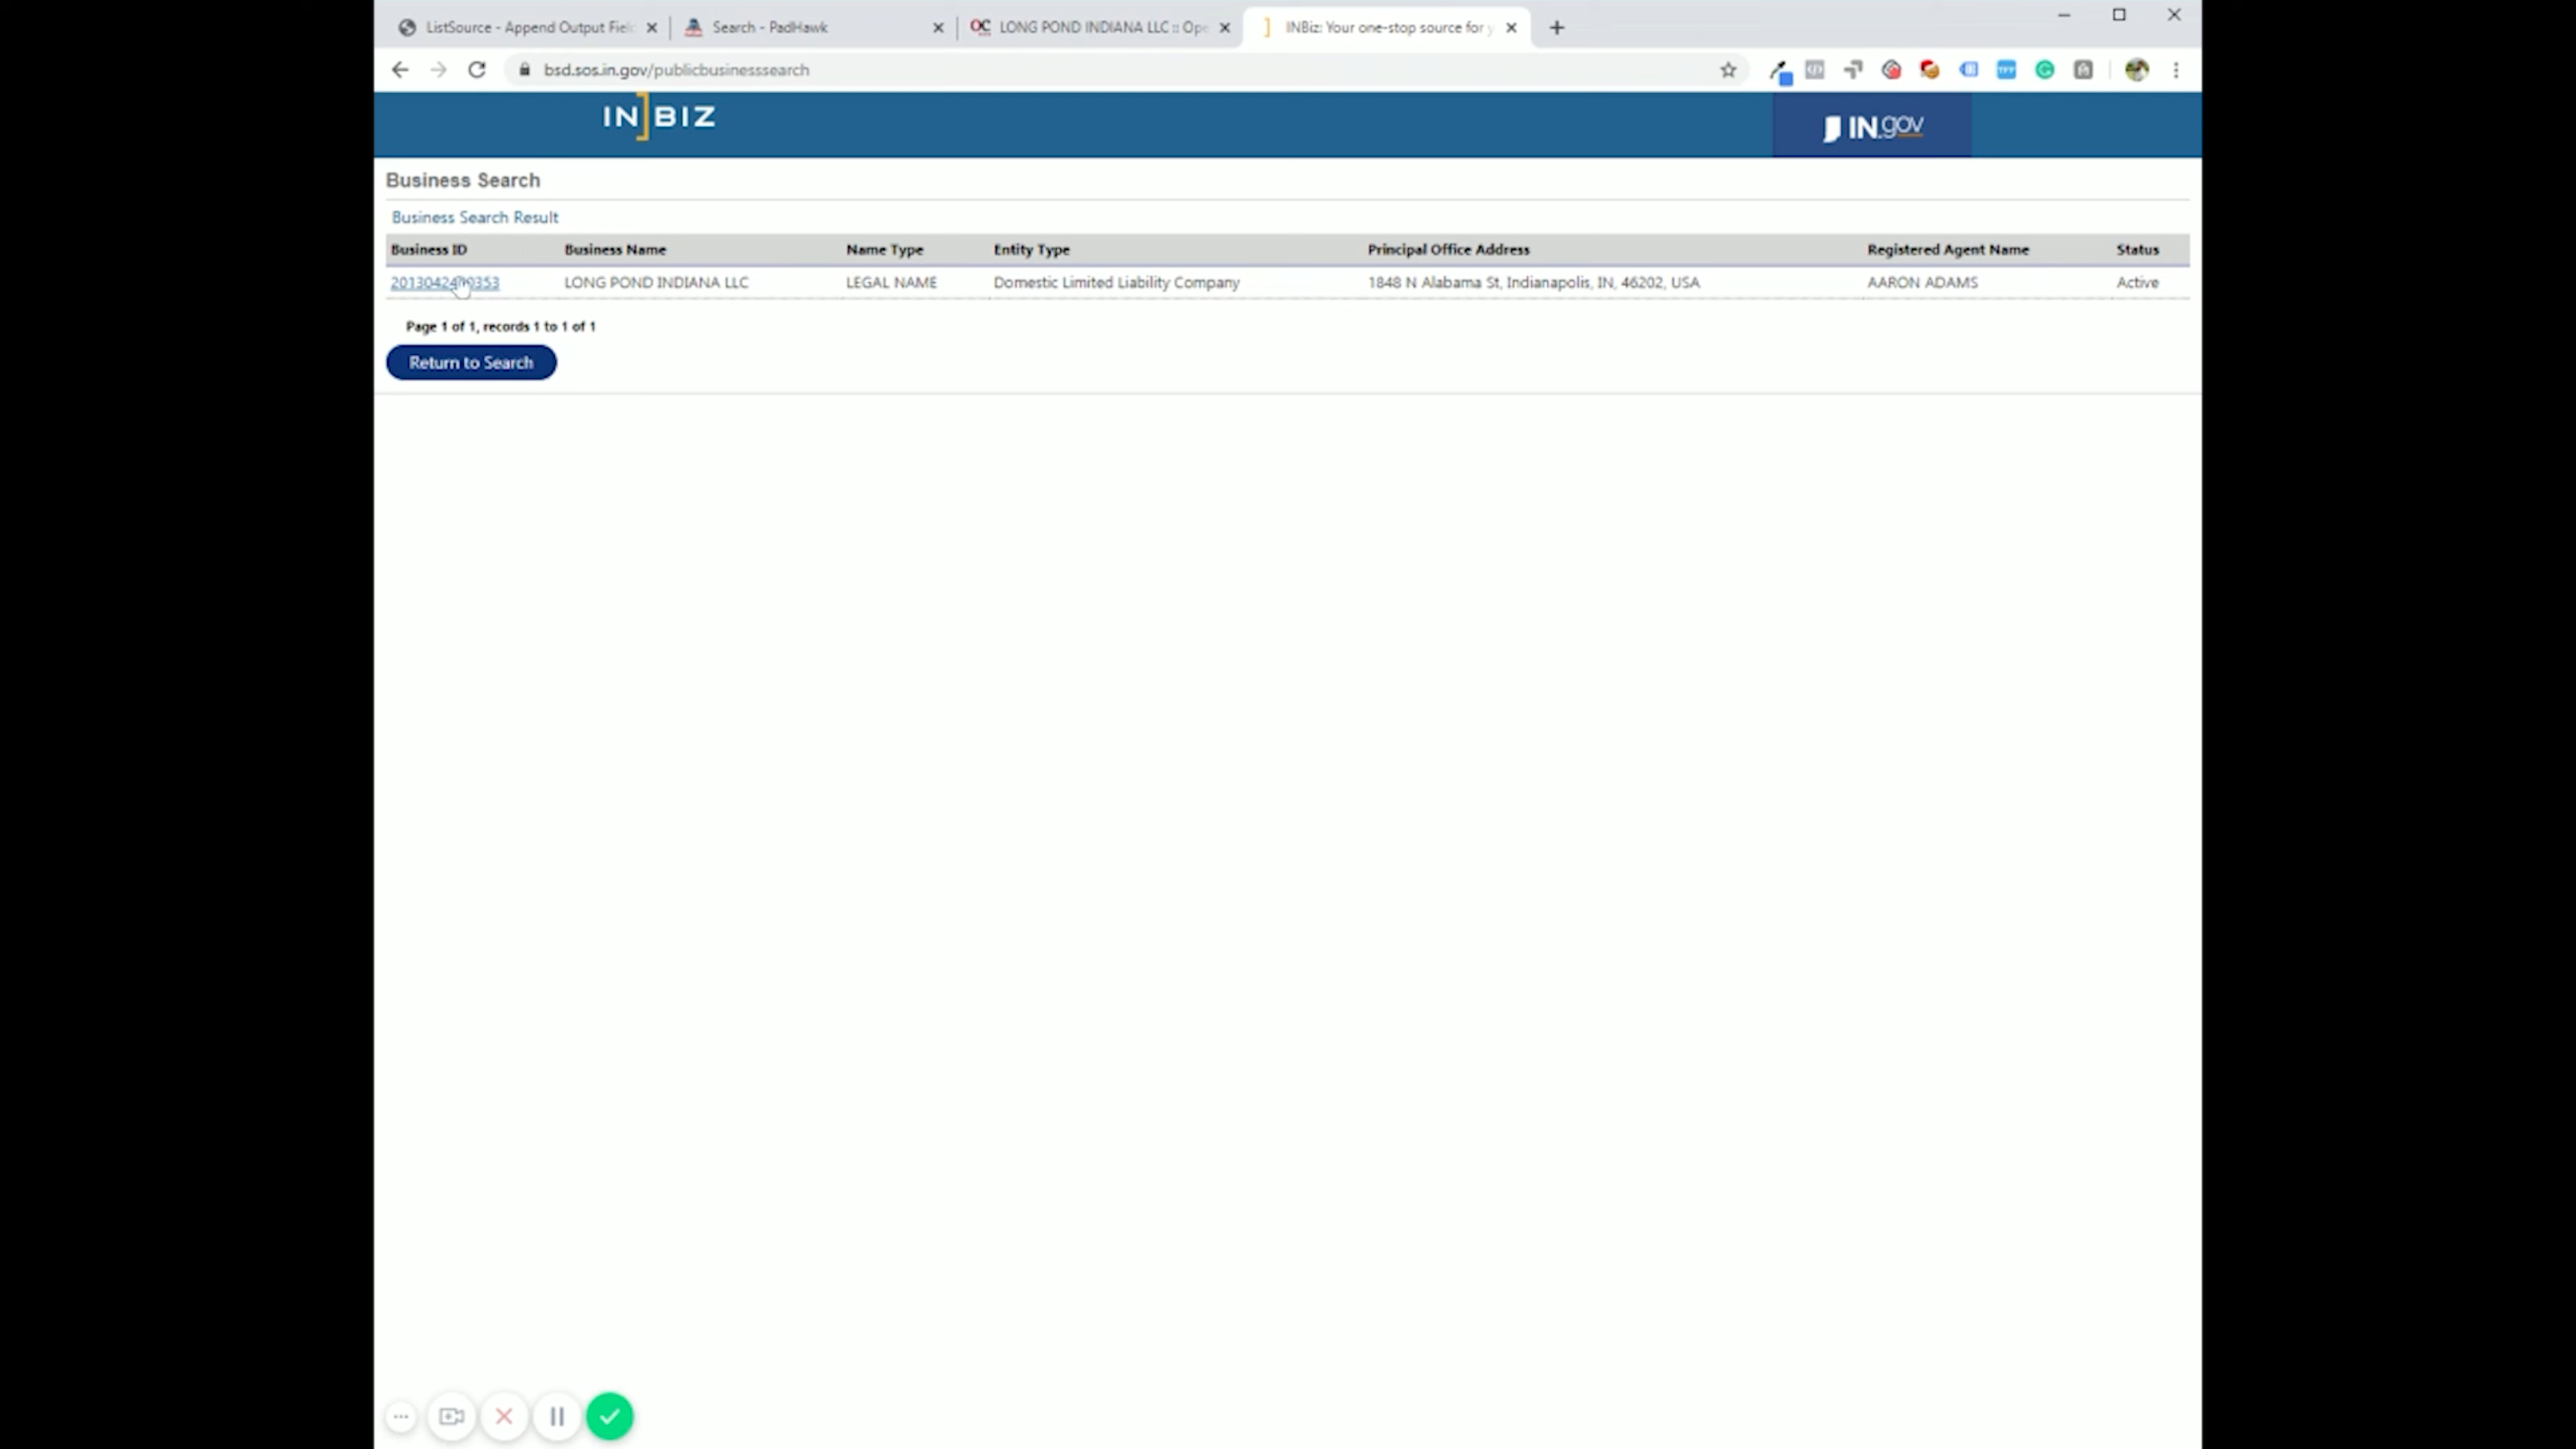 ListSource - Append Output Fiel
Search - PadHawk
LONG POND INDIANA LLC :: Ope
INBiz: Your one-stop source for y
bsd.sos.in.gov/publicbusinesssearch
IN]BIZ
IN.gov
Business Search
Business Search Result
Business ID Business Name Name Type Entity Type Principal Office Address Registered Agent Name Status
LONG POND INDIANA LLC LEGAL NAME Domestic Limited Liability Company 1848 N Alabama St, Indianapolis, IN, 46202, USA AARON ADAMS Active
Page 1 of 1, records 1 to 1 of 1
Return to Search